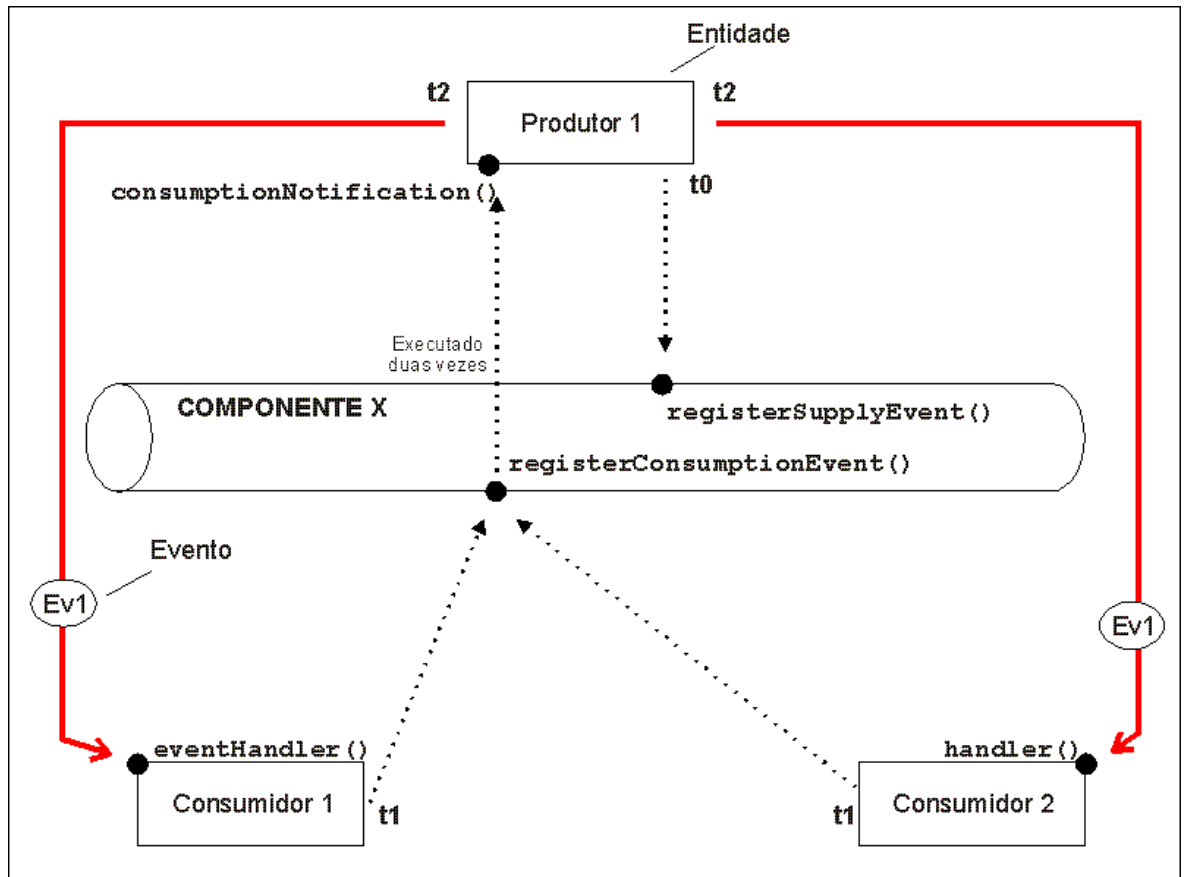 Entidade
t2
t2
Produtor 1
consumptionNotification()
t0
Executado
duas vezes
COMPONENTE X
registerSupplyEvent()
registerConsumptionEvent()
Evento
Ev1
Ev1
eventHandler()
handler()
Consumidor 1
t1
t1
Consumidor 2